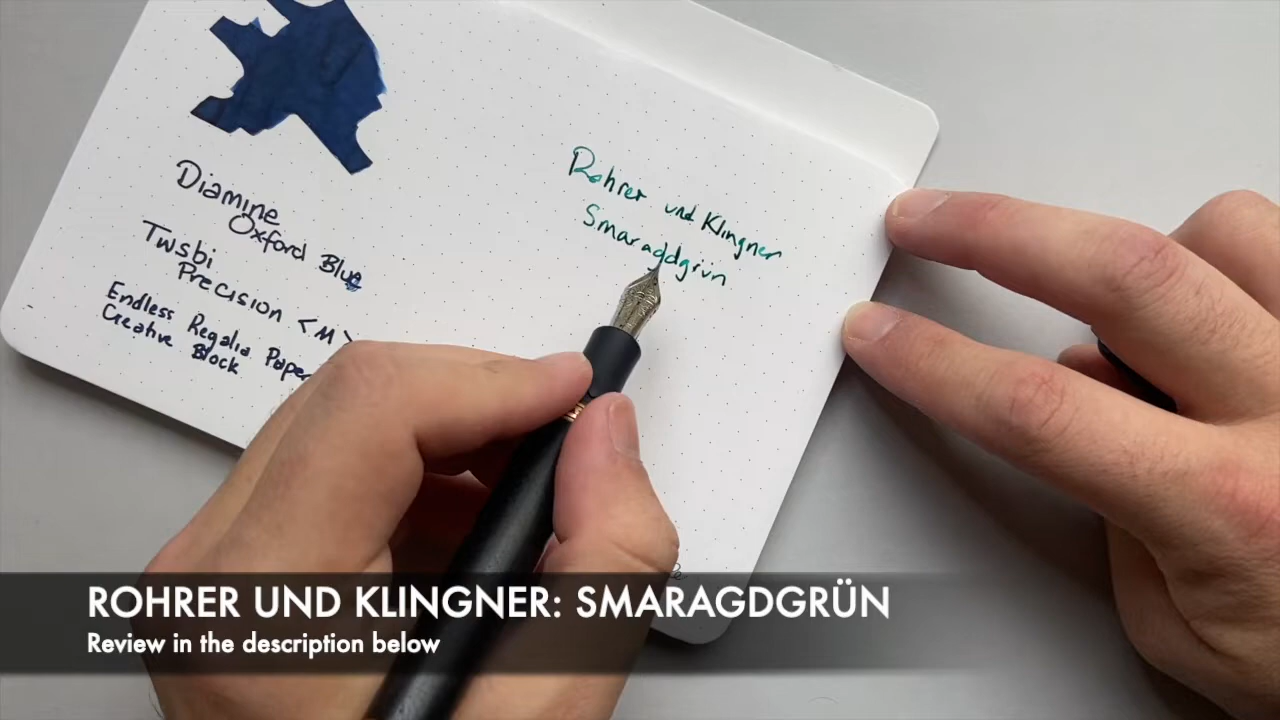 Diamine
Oxford Blue
Twsbi
Precision <M>
Endless Regalia Paper
Creative Block
Rohrer und Klingner
Smaragdgrün
ROHRER UND KLINGNER: SMARAGDGRÜN
Review in the description below